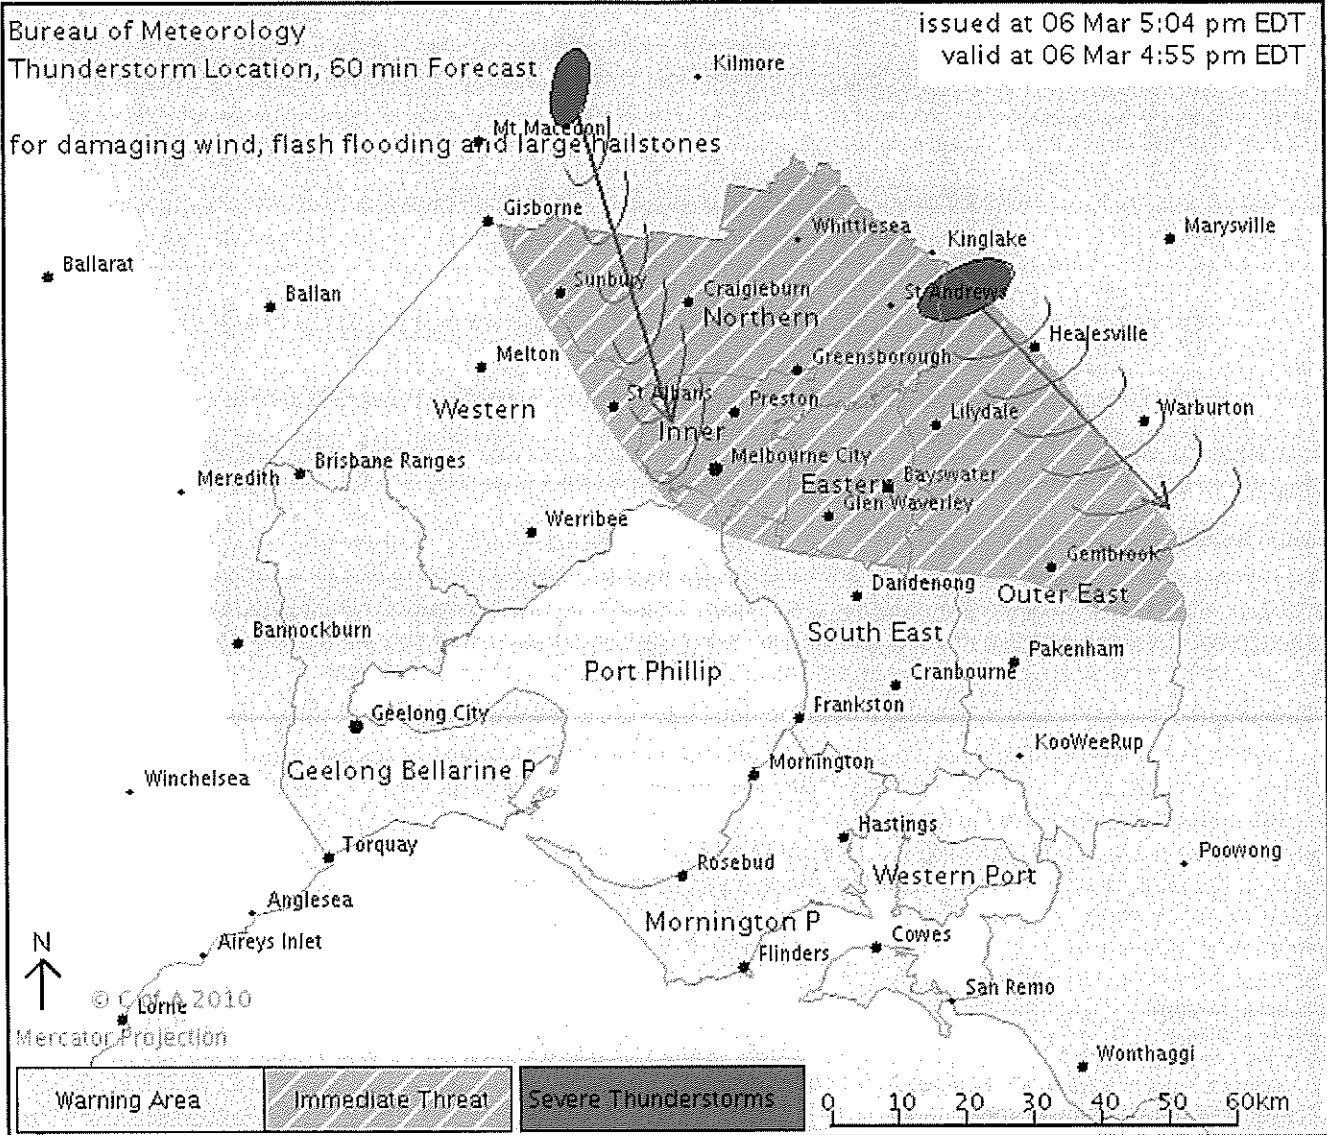 Bureau of Meteorology
Thunderstorm Location, 60 min Forecast
for damaging wind, flash flooding and large hailstones
issued at 06 Mar 5:04 pm EDT
valid at 06 Mar 4:55 pm EDT
Kilmore
Mt Macedon
Gisborne
Whittlesea
Kinglake
Marysville
Ballarat
Ballan
Sunbury
Craigieburn
St Andrews
Northern
Healesville
Melton
Greensborough
Western
St Albans
Preston
Lilydale
Warburton
Inner
Melbourne City
Brisbane Ranges
Meredith
Eastern
Bayswater
Glen Waverley
Werribee
Gembrook
Dandenong
Outer East
Bannockburn
South East
Port Phillip
Pakenham
Cranbourne
Geelong City
Frankston
KooWeeRup
Winchelsea
Geelong Bellarine P
Mornington
Hastings
Torquay
Rosebud
Poowong
Western Port
Anglesea
Mornington P
Aireys Inlet
Cowes
Flinders
N
San Remo
© C of A 2010
Lorne
Mercator Projection
Wonthaggi
Warning Area
Immediate Threat
Severe Thunderstorms
0 10 20 30 40 50 60km